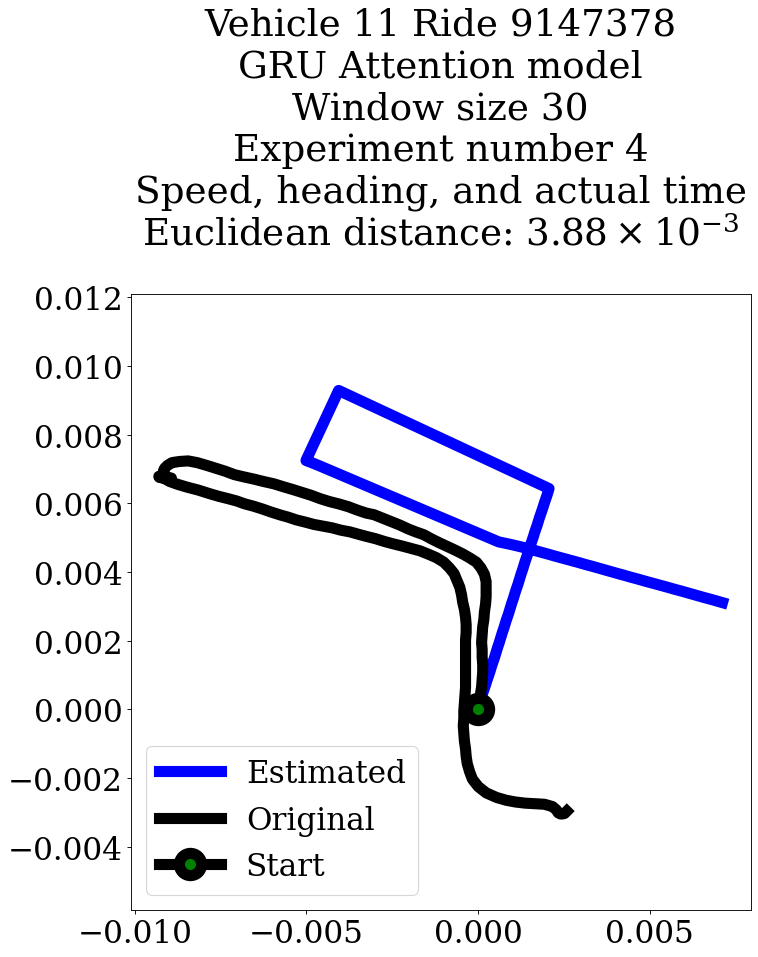 Vehicle 11 Ride 9147378
GRU Attention model
Window size 30
Experiment number 4
Speed, heading, and actual time
Euclidean distance: 3.88 × 10⁻³
0.012
0.010
0.008
0.006
0.004
0.002
0.000
−0.002
−0.004
Estimated
Original
Start
−0.010 −0.005 0.000 0.005